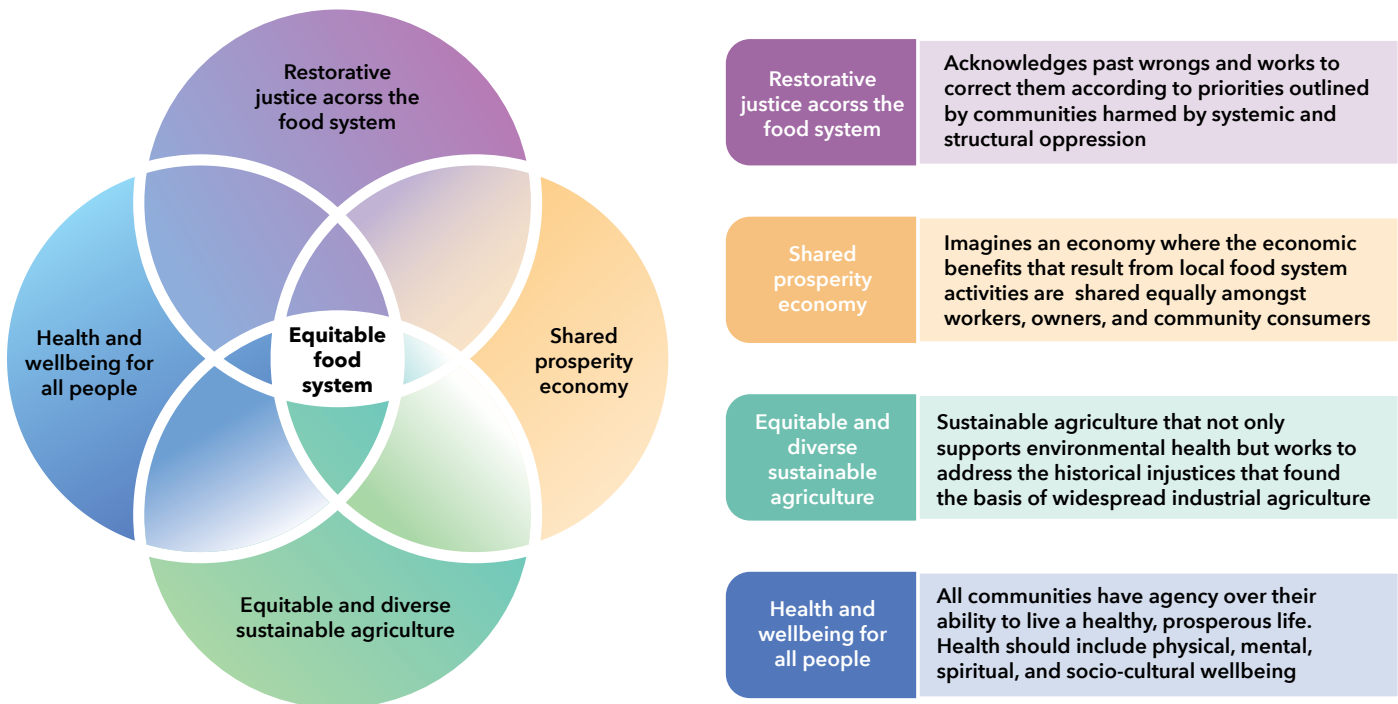 Restorative
justice acorss the
food system
Health and
wellbeing for
all people
Equitable
food
system
Shared
prosperity
economy
Equitable and diverse
sustainable agriculture
Restorative
justice acorss the
food system
Acknowledges past wrongs and works to
correct them according to priorities outlined
by communities harmed by systemic and
structural oppression
Shared
prosperity
economy
Imagines an economy where the economic
benefits that result from local food system
activities are shared equally amongst
workers, owners, and community consumers
Equitable and
diverse
sustainable
agriculture
Sustainable agriculture that not only
supports environmental health but works to
address the historical injustices that found
the basis of widespread industrial agriculture
Health and
wellbeing for
all people
All communities have agency over their
ability to live a healthy, prosperous life.
Health should include physical, mental,
spiritual, and socio-cultural wellbeing